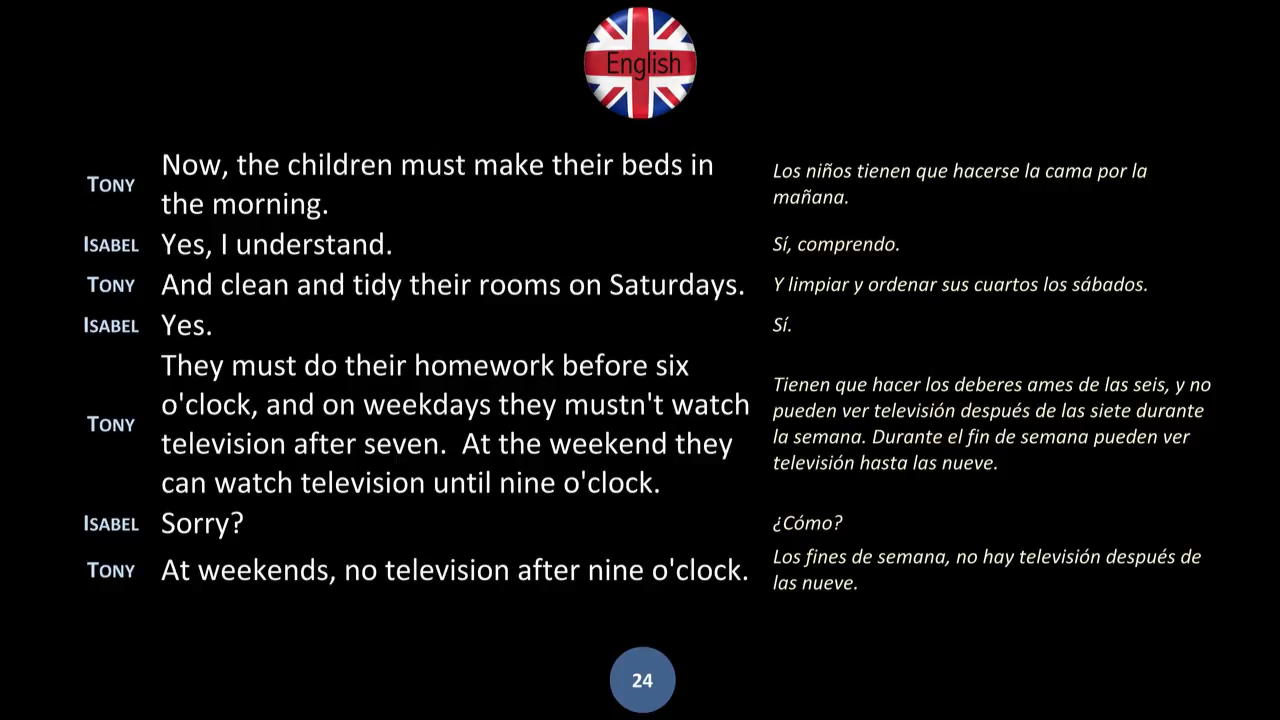 English
TONY
Now, the children must make their beds in
the morning.
Los niños tienen que hacerse la cama por la
mañana.
ISABEL
Yes, I understand.
Sí, comprendo.
TONY
And clean and tidy their rooms on Saturdays.
Y limpiar y ordenar sus cuartos los sábados.
ISABEL
Yes.
Sí.
TONY
They must do their homework before six
o'clock, and on weekdays they mustn't watch
television after seven. At the weekend they
can watch television until nine o'clock.
Tienen que hacer los deberes ames de las seis, y no
pueden ver televisión después de las siete durante
la semana. Durante el fin de semana pueden ver
televisión hasta las nueve.
ISABEL
Sorry?
¿Cómo?
TONY
At weekends, no television after nine o'clock.
Los fines de semana, no hay televisión después de
las nueve.
24